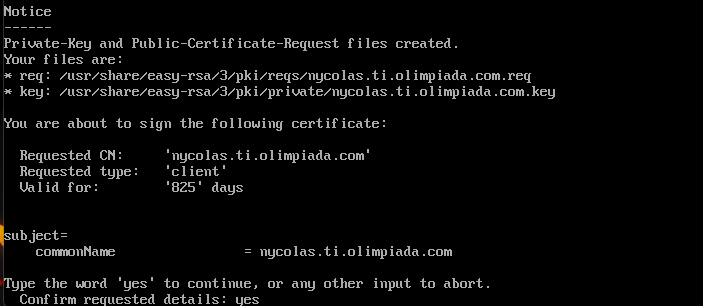 Notice
------
Private-Key and Public-Certificate-Request files created.
Your files are:
* req: /usr/share/easy-rsa/3/pki/reqs/nycolas.ti.olimpiada.com.req
* key: /usr/share/easy-rsa/3/pki/private/nycolas.ti.olimpiada.com.key
You are about to sign the following certificate:
Requested CN:     'nycolas.ti.olimpiada.com'
Requested type:   'client'
Valid for:        '825' days
subject=
commonName                = nycolas.ti.olimpiada.com
Type the word 'yes' to continue, or any other input to abort.
Confirm requested details: yes